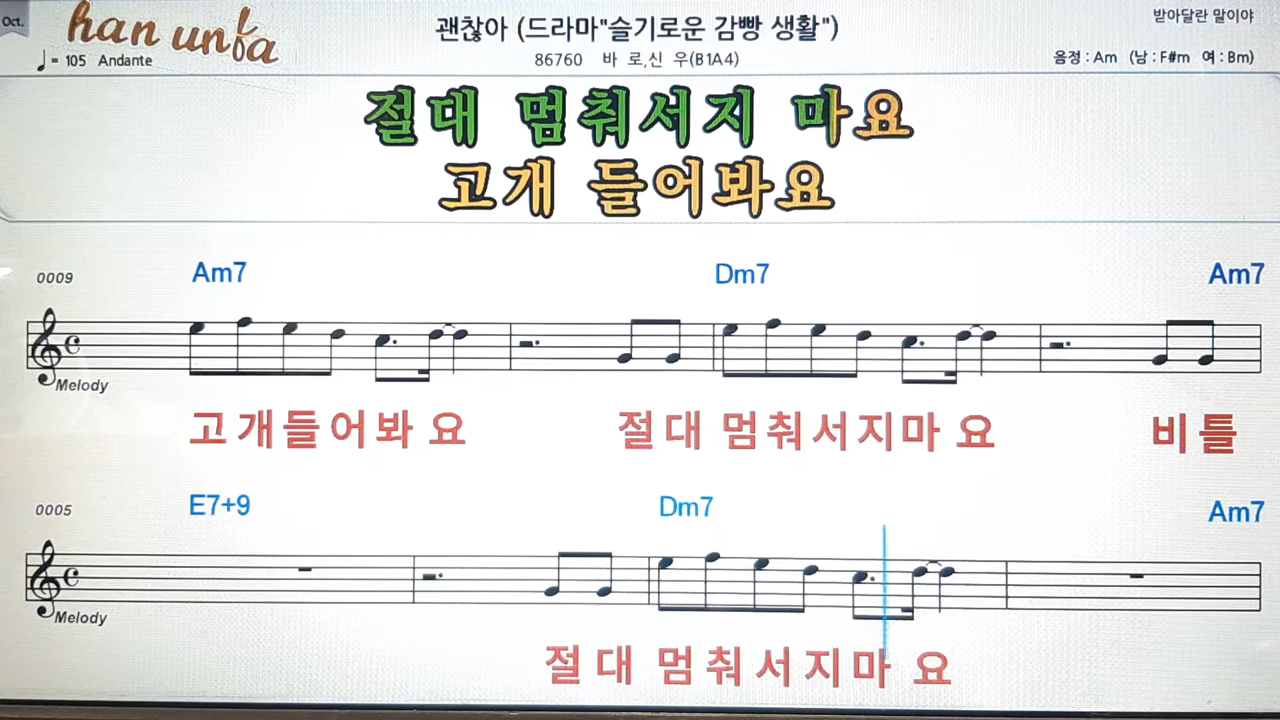 Oct.
han unfa
괜찮아 (드라마"슬기로운 감빵 생활")
받아달란 말이야
♩= 105 Andante
86760 바 로,신 우(B1A4)
음정 : Am (남 : F#m 여 : Bm)
절대 멈춰서지 마요
고개 들어봐요
0009
Am7 Dm7 Am7
Melody
고개들어봐 요 절대 멈춰서지마 요 비틀
0005
E7+9 Dm7 Am7
Melody
절대 멈춰서지마 요